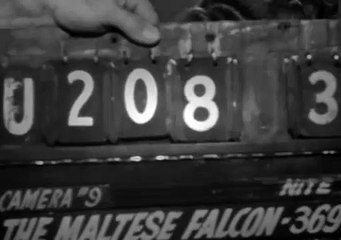 U 208 3
CAMERA #9 NITE
THE MALTESE FALCON-369